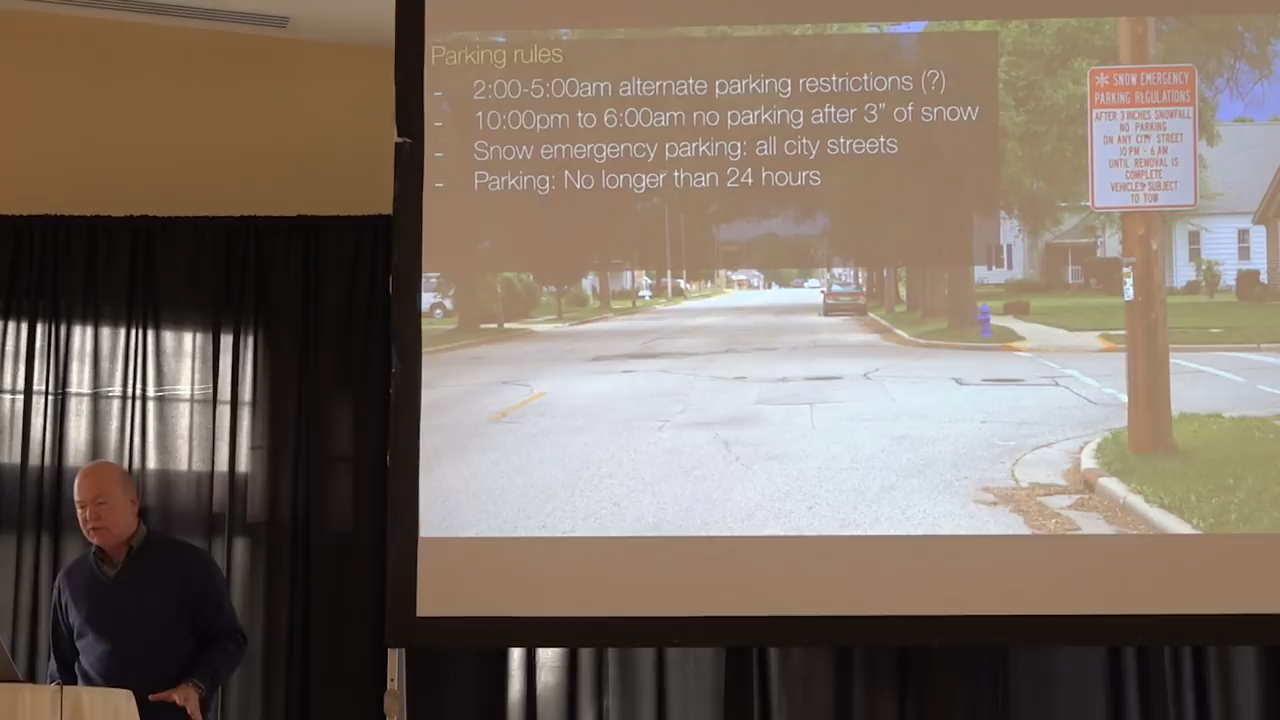 Parking rules
- 2:00-5:00am alternate parking restrictions (?)
- 10:00pm to 6:00am no parking after 3” of snow
- Snow emergency parking: all city streets
- Parking: No longer than 24 hours
SNOW EMERGENCY
PARKING REGULATIONS
AFTER 3 INCHES SNOWFALL
NO PARKING
ON ANY CITY STREET
10 PM - 6 AM
UNTIL REMOVAL IS
COMPLETE
VEHICLES SUBJECT
TO TOW